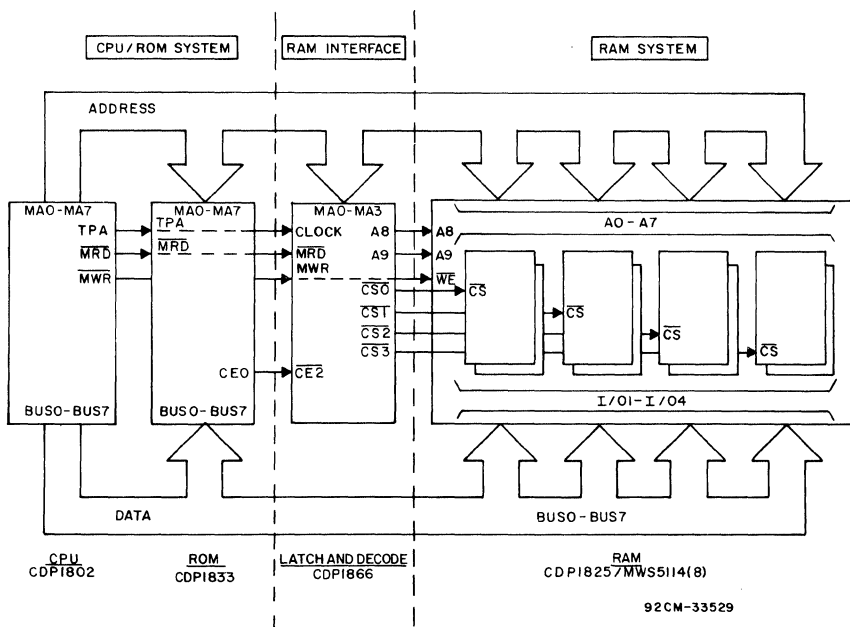 CPU/ROM SYSTEM
RAM INTERFACE
RAM SYSTEM
ADDRESS
MA0-MA7
MA0-MA7
MA0-MA3
A0-A7
TPA
TPA
CLOCK
A8
A8
MRD
MRD
MRD
A9
A9
MWR
MWR
WE
CS0
CS
CS1
CS
CS2
CS
CS3
CS
CEO
CE2
BUS0-BUS7
BUS0-BUS7
I/O1-I/O4
DATA
BUS0-BUS7
CPU
CDP1802
ROM
CDP1833
LATCH AND DECODE
CDP1866
RAM
CDP1825/MWS5114(8)
92CM-33529